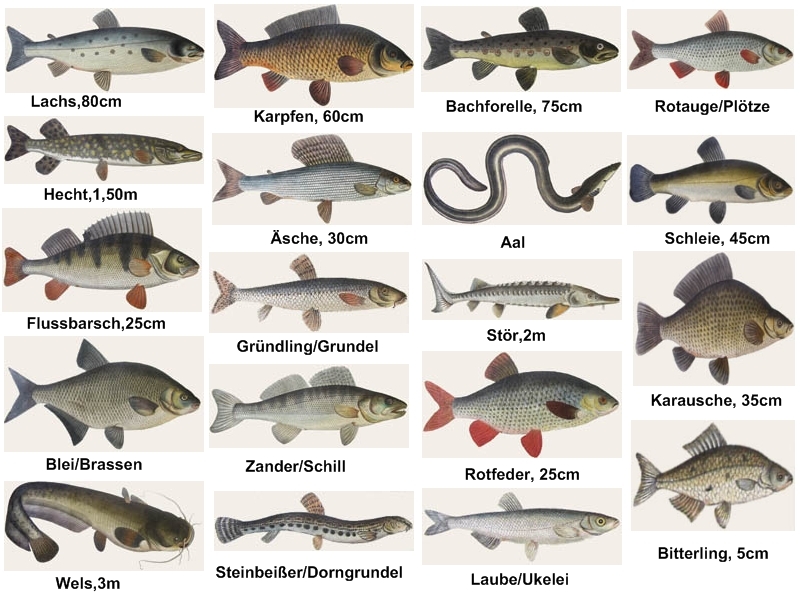 Lachs,80cm
Karpfen, 60cm
Bachforelle, 75cm
Rotauge/Plötze
Hecht,1,50m
Äsche, 30cm
Aal
Schleie, 45cm
Flussbarsch,25cm
Gründling/Grundel
Stör,2m
Karausche, 35cm
Blei/Brassen
Zander/Schill
Rotfeder, 25cm
Bitterling, 5cm
Wels,3m
Steinbeißer/Dorngrundel
Laube/Ukelei